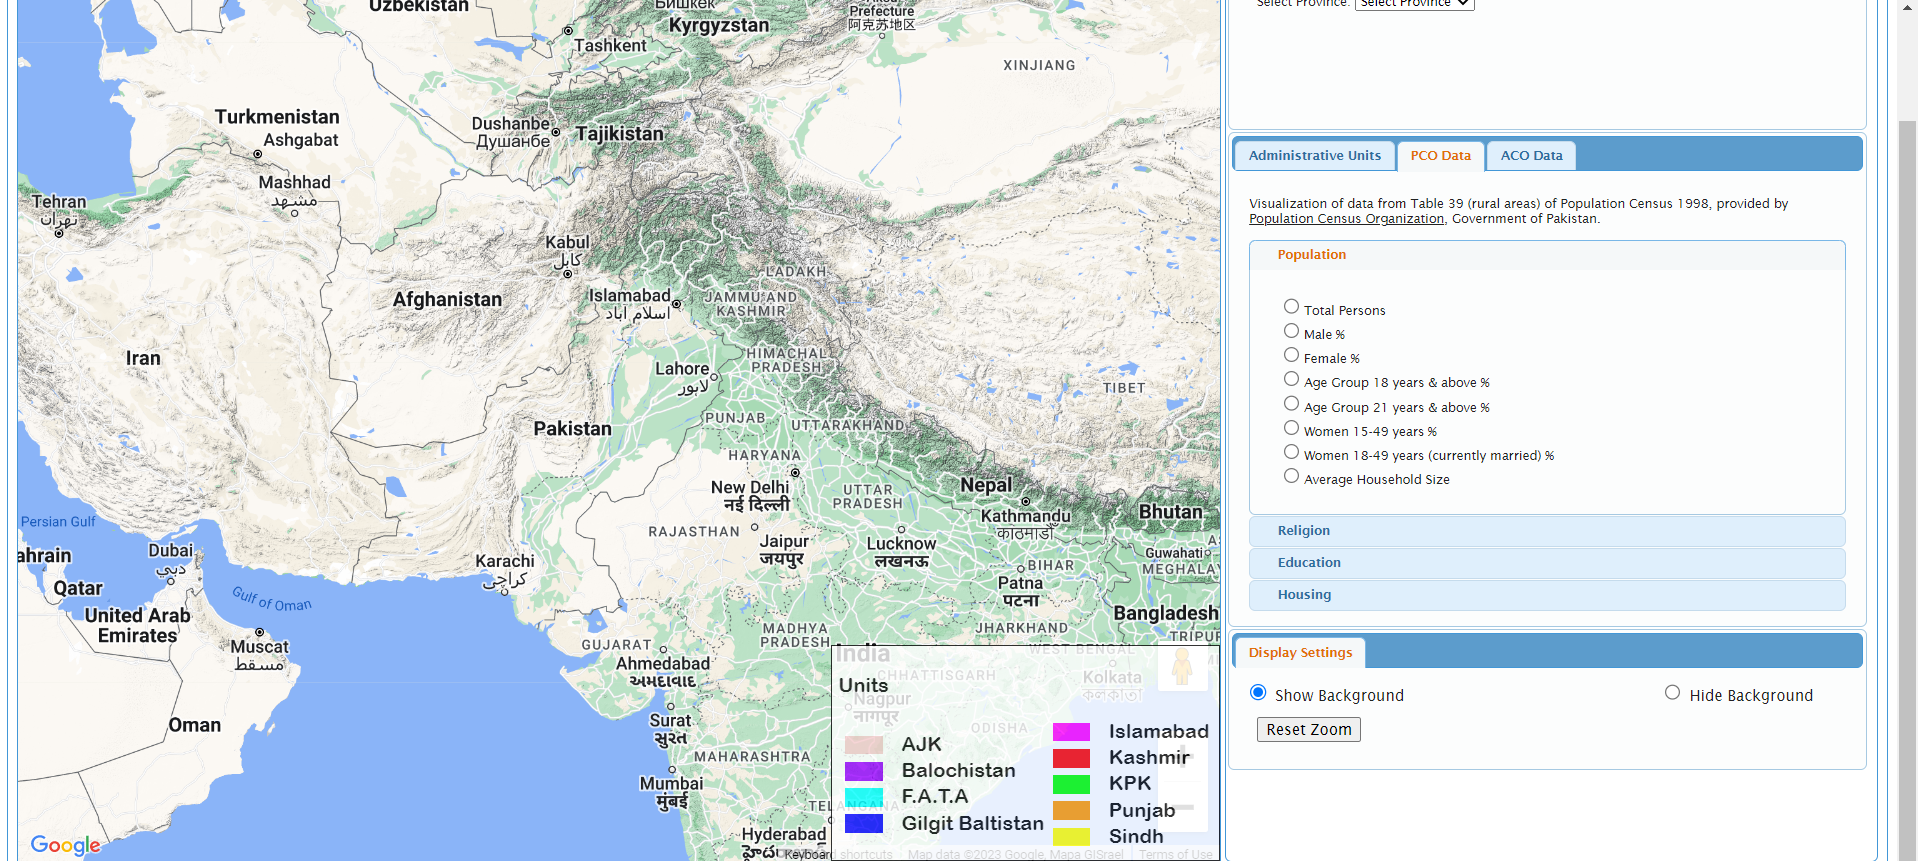 Uzbekistan
Бишкек
Kyrgyzstan
Prefecture
阿克苏地区
Tashkent
XINJIANG
Turkmenistan
Ashgabat
Dushanbe
Душанбе
Tajikistan
Mashhad
مشهد
Tehran
تهران
Kabul
کابل
LADAKH
Islamabad
اسلام آباد
JAMMU AND
KASHMIR
Afghanistan
Iran
HIMACHAL
PRADESH
Lahore
لاہور
TIBET
PUNJAB
UTTARAKHAND
Pakistan
HARYANA
New Delhi
नई दिल्ली
UTTAR
PRADESH
Nepal
Kathmandu
काठमाडौं
Bhutan
Persian Gulf
RAJASTHAN
Jaipur
जयपुर
Lucknow
लखनऊ
Guwahati
MEGHALAY
ahrain
Dubai
دبي
Karachi
کراچی
BIHAR
Patna
पटना
Qatar
Gulf of Oman
United Arab
Emirates
Bangladesh
Muscat
مسقط
MADHYA
PRADESH
JHARKHAND
TRIPUR
GUJARAT
Ahmedabad
અમદાવાદ
India
WEST BENGAL
CHHATTISGARH
Kolkata
কলকাতা
Nagpur
नागपूर
Oman
Surat
સુરત
ODISHA
MAHARASHTRA
Mumbai
मुंबई
TELANGANA
Hyderabad
Google
Units
AJK
Balochistan
F.A.T.A
Gilgit Baltistan
Islamabad
Kashmir
KPK
Punjab
Sindh
Keyboard shortcuts
Map data ©2023 Google, Mapa GISrael
Terms of Use
Select Province: Select Province
Administrative Units
PCO Data
ACO Data
Visualization of data from Table 39 (rural areas) of Population Census 1998, provided by
Population Census Organization, Government of Pakistan.
Population
Total Persons
Male %
Female %
Age Group 18 years & above %
Age Group 21 years & above %
Women 15-49 years %
Women 18-49 years (currently married) %
Average Household Size
Religion
Education
Housing
Display Settings
Show Background
Hide Background
Reset Zoom